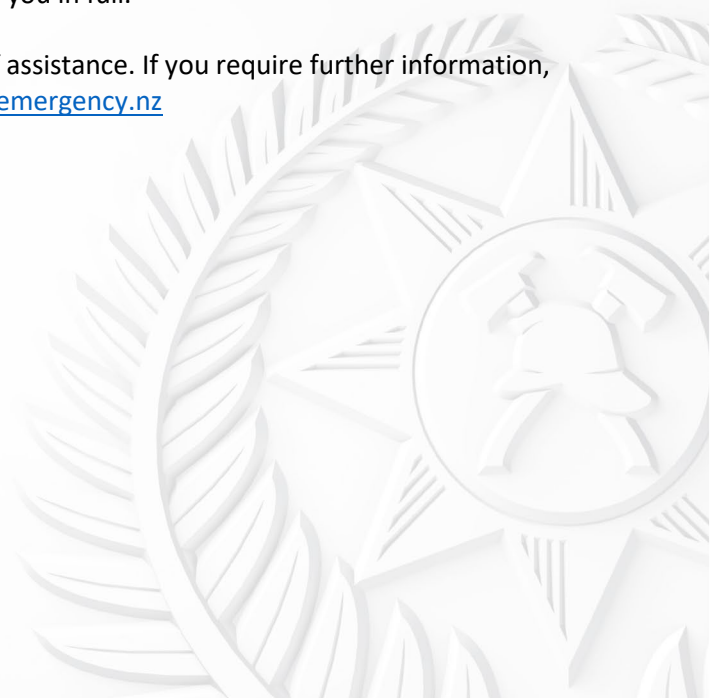 you in full.
assistance. If you require further information,
emergency.nz